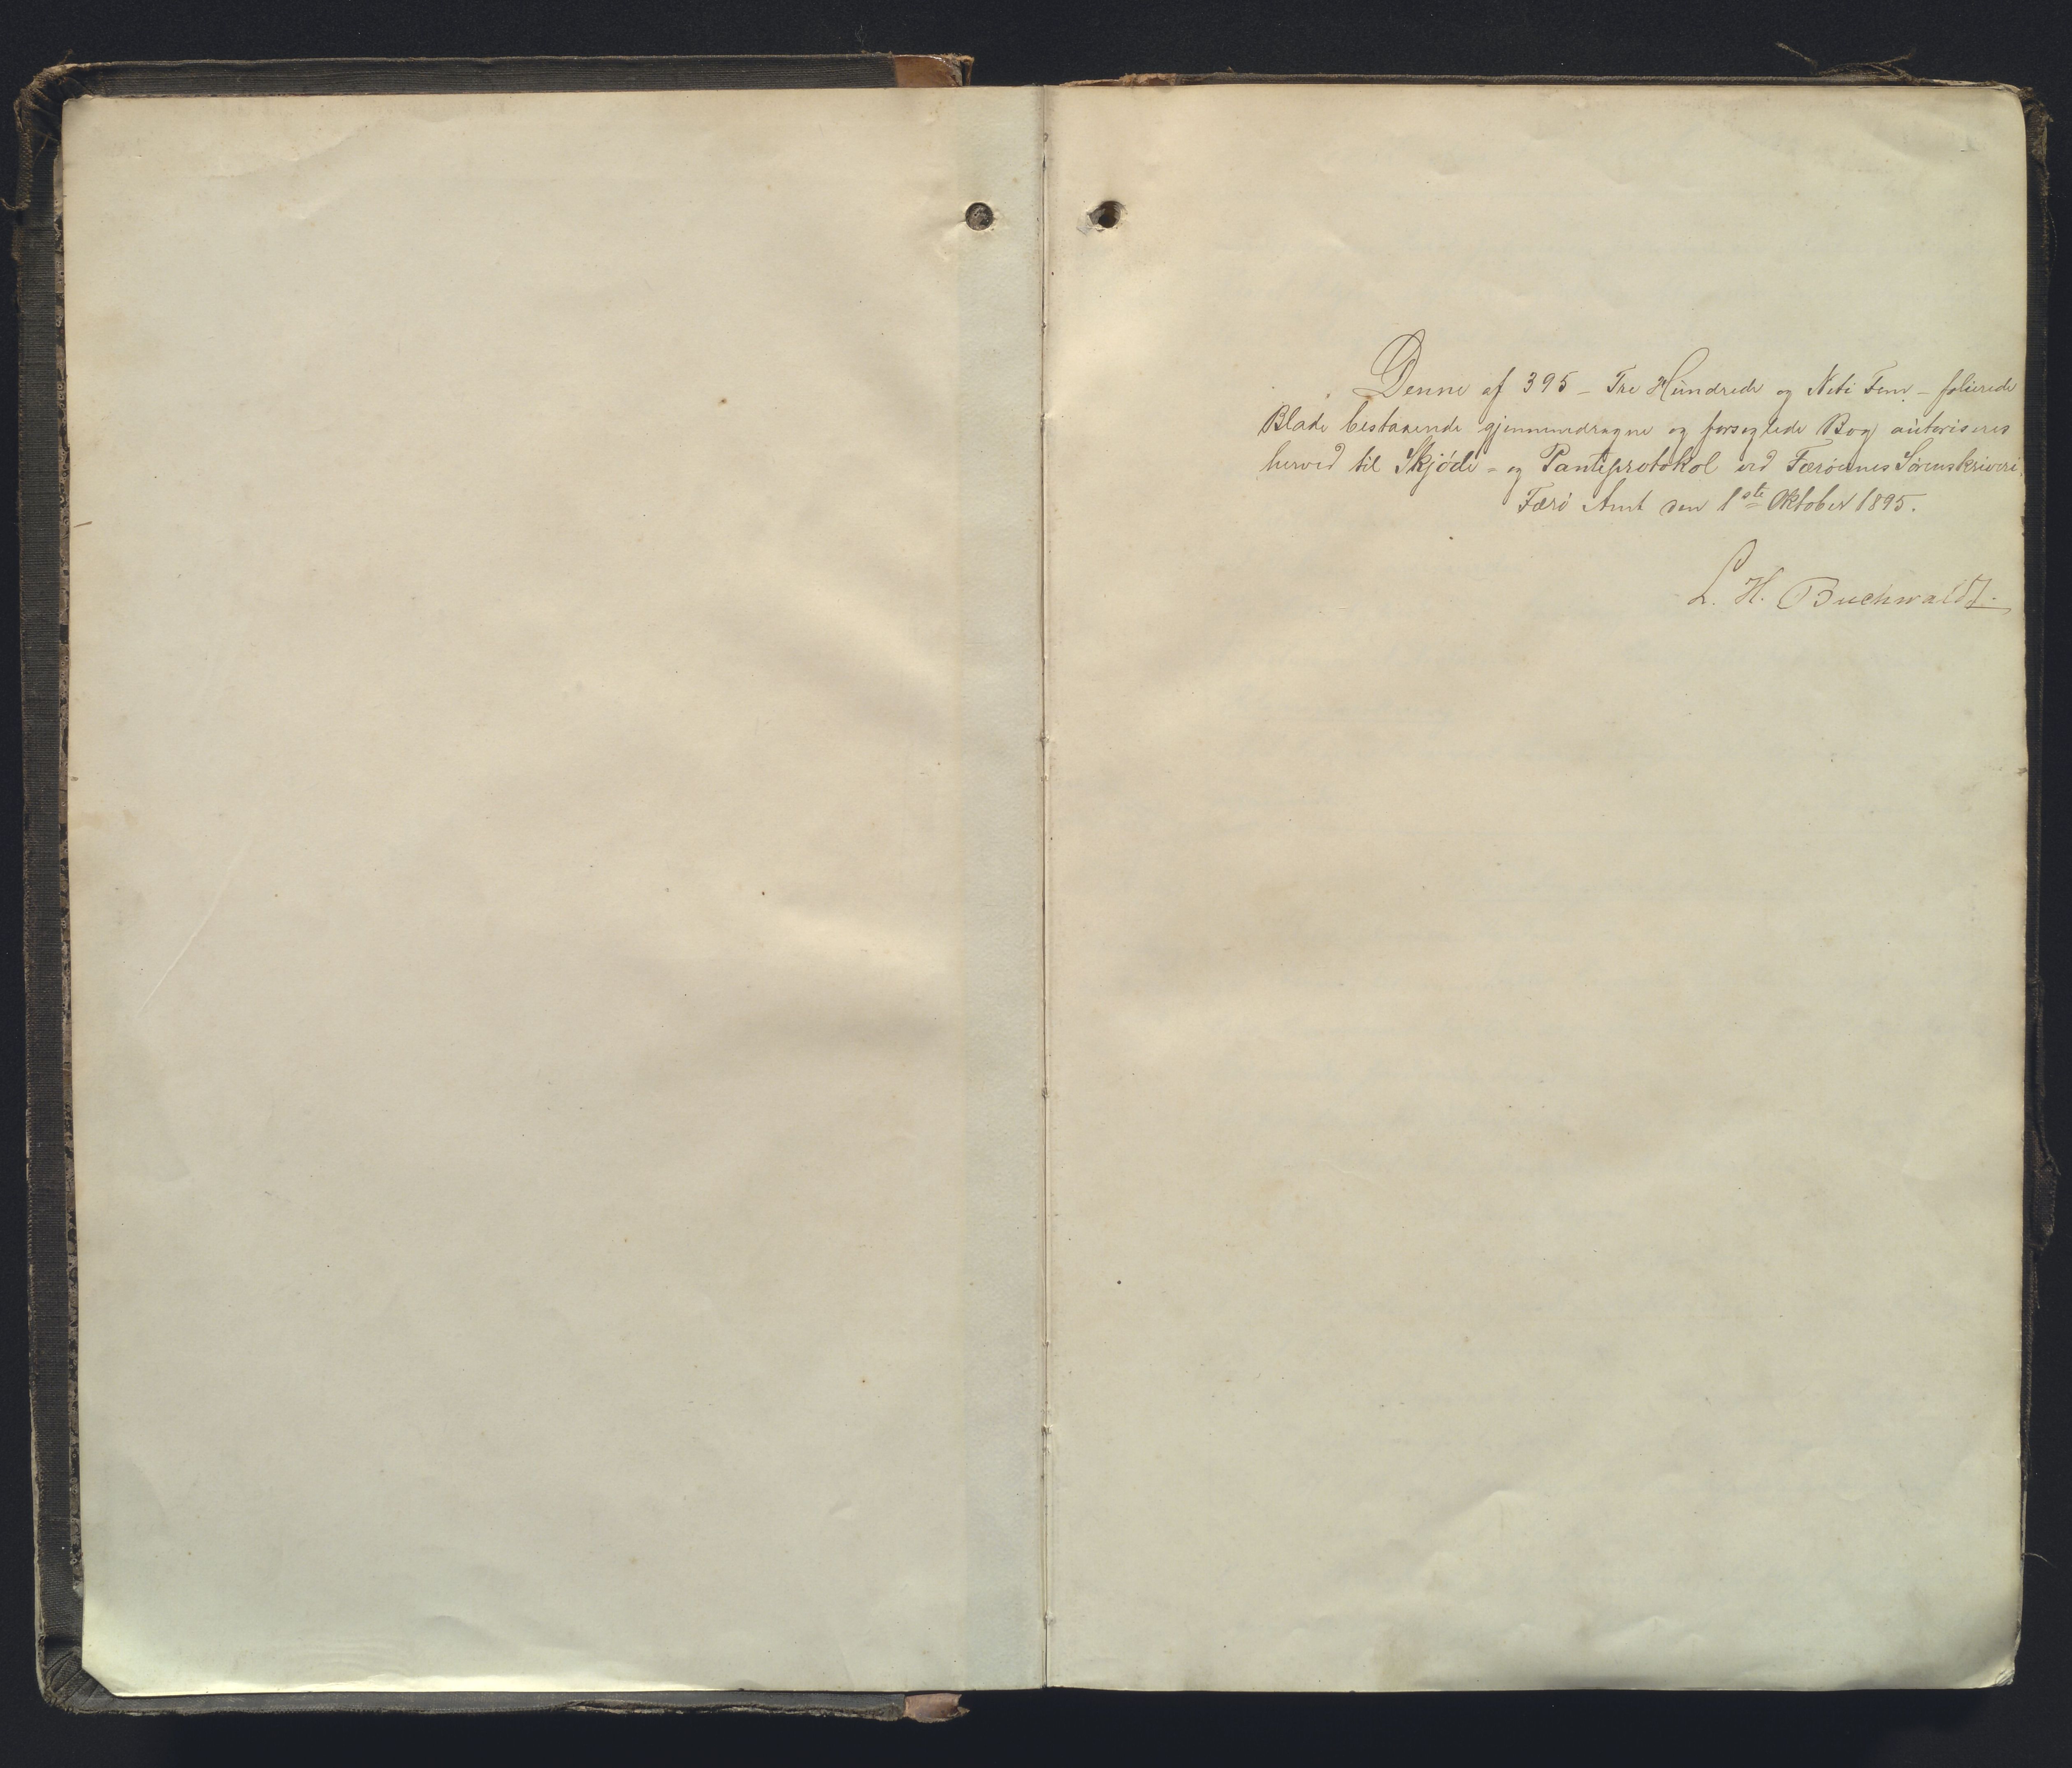 Denne af 395 - Tre Hundrede og Niti Fem - folierede
Blade bestaaende gjennemdragne og forseglede Bog autoriseres
herved til Skjøde- og Panteprotokol ved Færøernes Sorenskriveri
Færø Amt den 1ste Oktober 1895.
L. H. Buchwaldt.